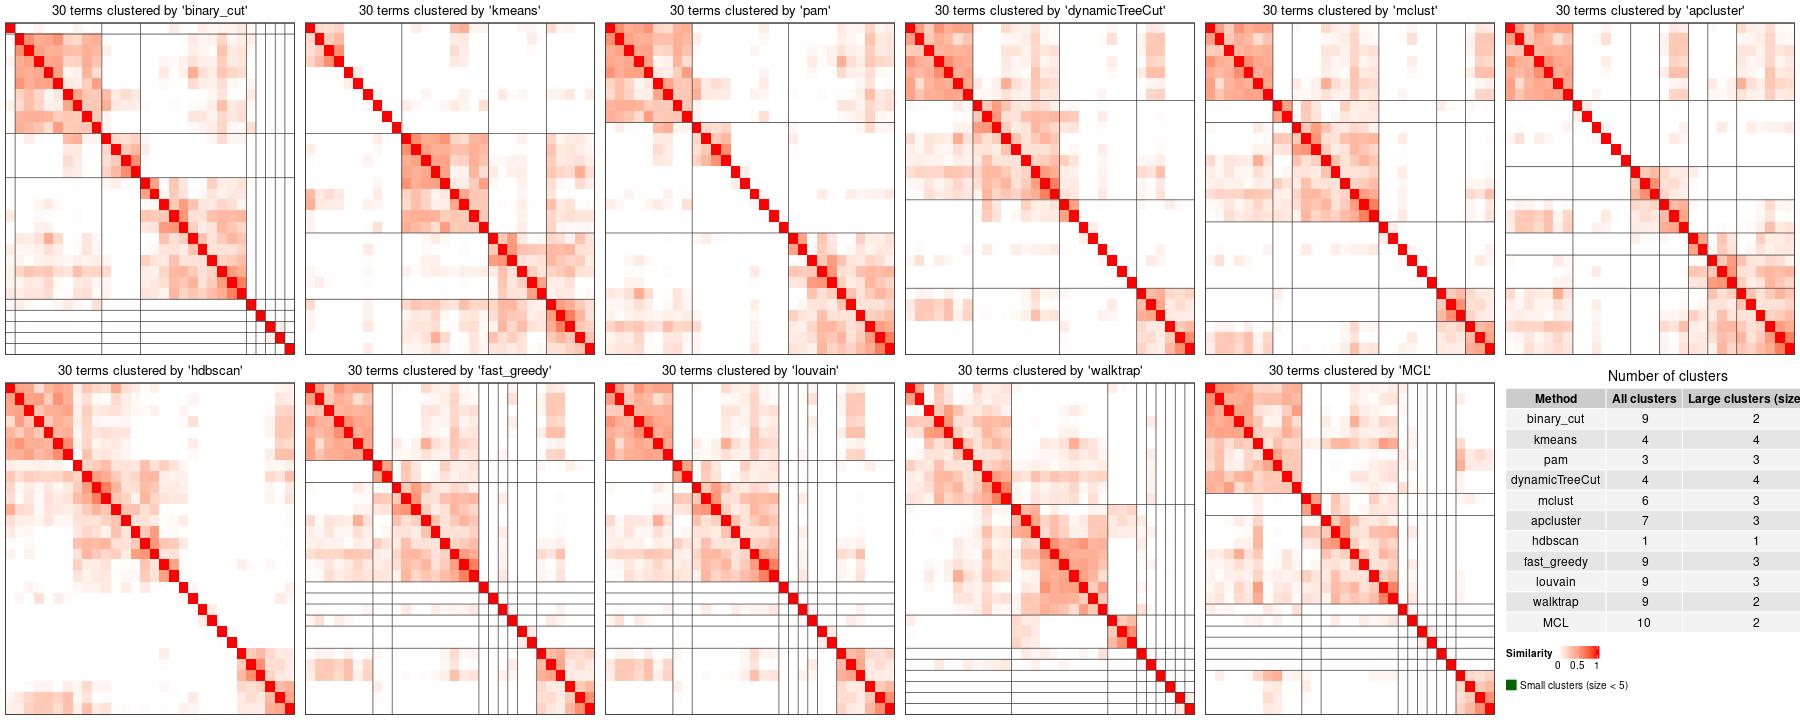 30 terms clustered by 'binary_cut'
30 terms clustered by 'kmeans'
30 terms clustered by 'pam'
30 terms clustered by 'dynamicTreeCut'
30 terms clustered by 'mclust'
30 terms clustered by 'apcluster'
30 terms clustered by 'hdbscan'
30 terms clustered by 'fast_greedy'
30 terms clustered by 'louvain'
30 terms clustered by 'walktrap'
30 terms clustered by 'MCL'
Number of clusters
Method All clusters Large clusters (size
binary_cut 9 2
kmeans 4 4
pam 3 3
dynamicTreeCut 4 4
mclust 6 3
apcluster 7 3
hdbscan 1 1
fast_greedy 9 3
louvain 9 3
walktrap 9 2
MCL 10 2
Similarity
0 0.5 1
Small clusters (size < 5)